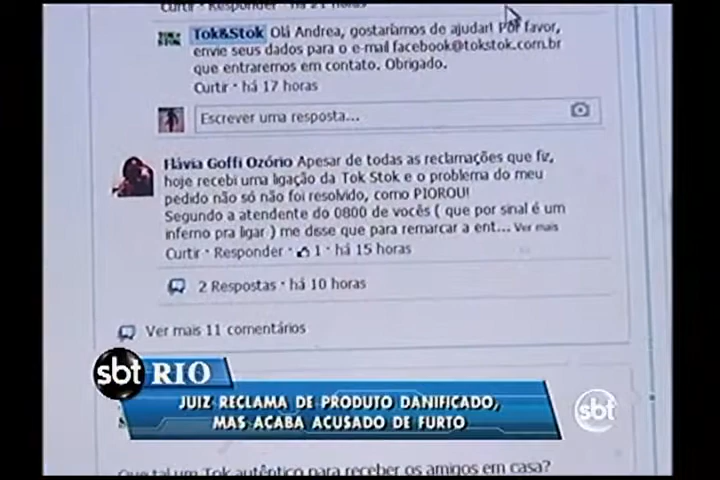 Curtir · Responder
Tok&Stok Olá Andrea, gostaríamos de ajudar! Por favor,
envie seus dados para o e-mail facebook@tokstok.com.br
que entraremos em contato. Obrigado.
Curtir · há 17 horas
Escrever uma resposta...
Flávia Goffi Ozório Apesar de todas as reclamações que fiz,
hoje recebi uma ligação da Tok Stok e o problema do meu
pedido não só não foi resolvido, como PIOROU!
Segundo a atendente do 0800 de vocês ( que por sinal é um
inferno pra ligar ) me disse que para remarcar a ent... Ver mais
Curtir · Responder · 1 · há 15 horas
2 Respostas · há 10 horas
Ver mais 11 comentários
sbt RIO
JUIZ RECLAMA DE PRODUTO DANIFICADO,
MAS ACABA ACUSADO DE FURTO
sbt
Que tal um Tok autêntico para receber os amigos em casa?